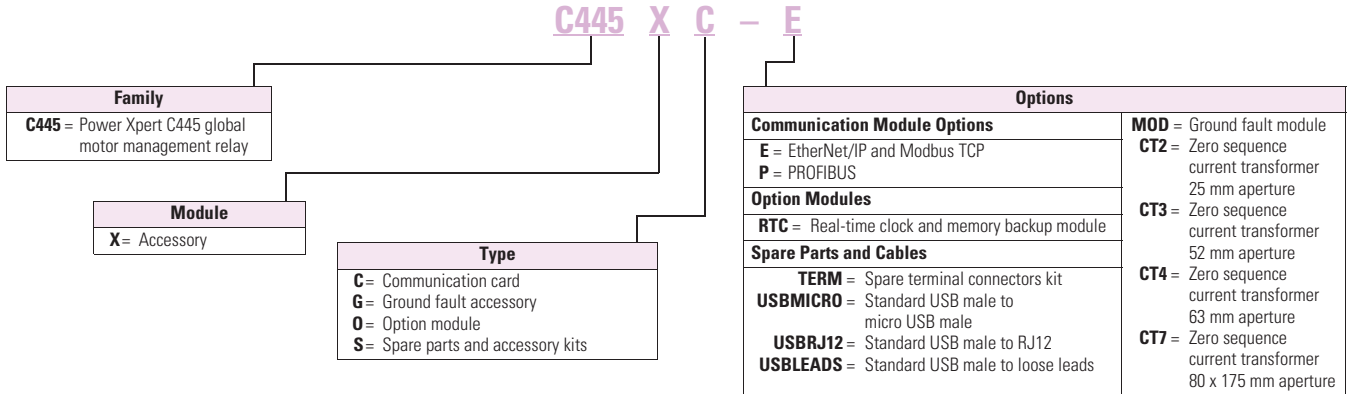 C445 X C – E
Family
C445 = Power Xpert C445 global
motor management relay
Module
X = Accessory
Type
C = Communication card
G = Ground fault accessory
O = Option module
S = Spare parts and accessory kits
Options
Communication Module Options
E = EtherNet/IP and Modbus TCP
P = PROFIBUS
Option Modules
RTC = Real-time clock and memory backup module
Spare Parts and Cables
TERM = Spare terminal connectors kit
USBMICRO = Standard USB male to
micro USB male
USBRJ12 = Standard USB male to RJ12
USBLEADS = Standard USB male to loose leads
MOD = Ground fault module
CT2 = Zero sequence
current transformer
25 mm aperture
CT3 = Zero sequence
current transformer
52 mm aperture
CT4 = Zero sequence
current transformer
63 mm aperture
CT7 = Zero sequence
current transformer
80 x 175 mm aperture